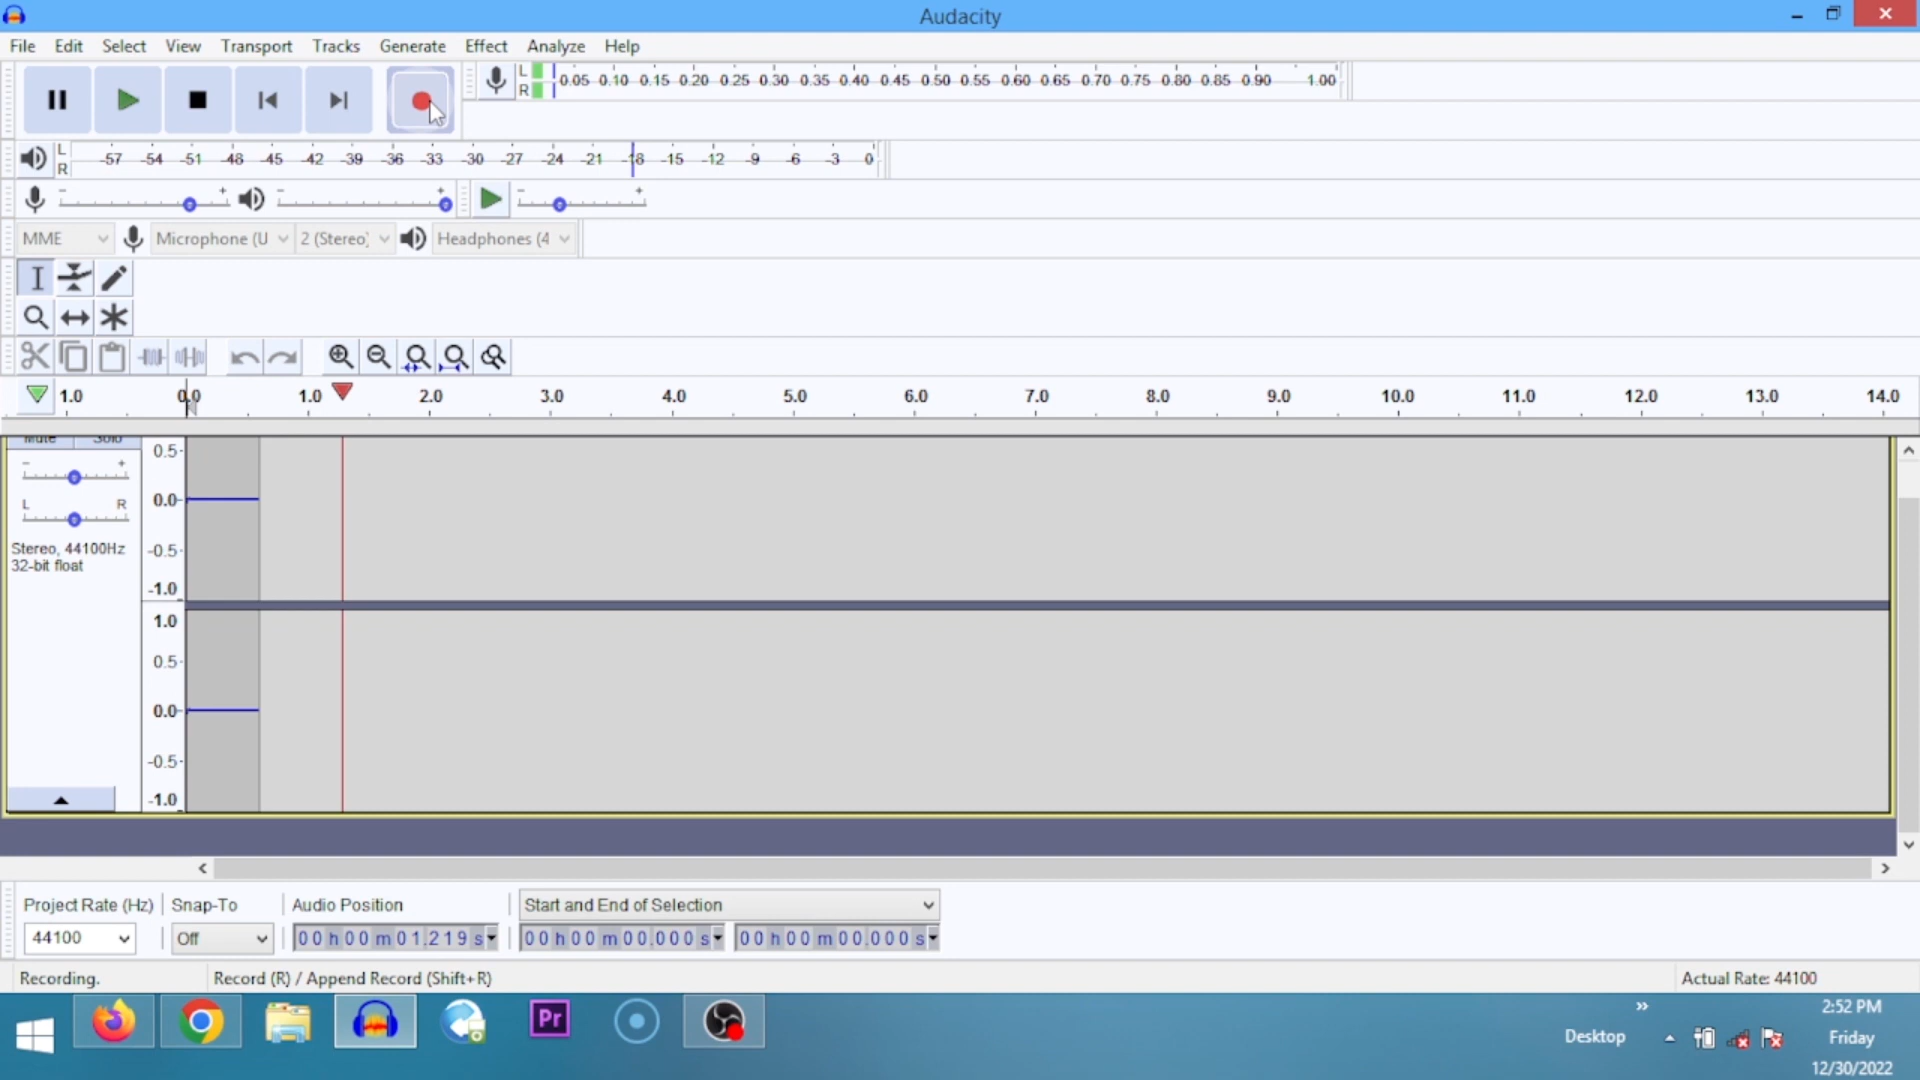 Audacity
File Edit Select View Transport Tracks Generate Effect Analyze Help
L
R
0.05 0.10 0.15 0.20 0.25 0.30 0.35 0.40 0.45 0.50 0.55 0.60 0.65 0.70 0.75 0.80 0.85 0.90 1.00
L
R
-57 -54 -51 -48 -45 -42 -39 -36 -33 -30 -27 -24 -21 -18 -15 -12 -9 -6 -3 0
- + - + - +
MME Microphone (U 2 (Stereo) Headphones (4
1.0 0.0 1.0 2.0 3.0 4.0 5.0 6.0 7.0 8.0 9.0 10.0 11.0 12.0 13.0 14.0
Mute Solo
- +
L R
Stereo, 44100Hz
32-bit float
0.5
0.0
-0.5
-1.0
1.0
0.5
0.0
-0.5
-1.0
Project Rate (Hz) Snap-To Audio Position Start and End of Selection
44100 Off 00 h 00 m 01.219 s 00 h 00 m 00.000 s 00 h 00 m 00.000 s
Recording. Record (R) / Append Record (Shift+R) Actual Rate: 44100
Pr
Desktop
»
2:52 PM
Friday
12/30/2022